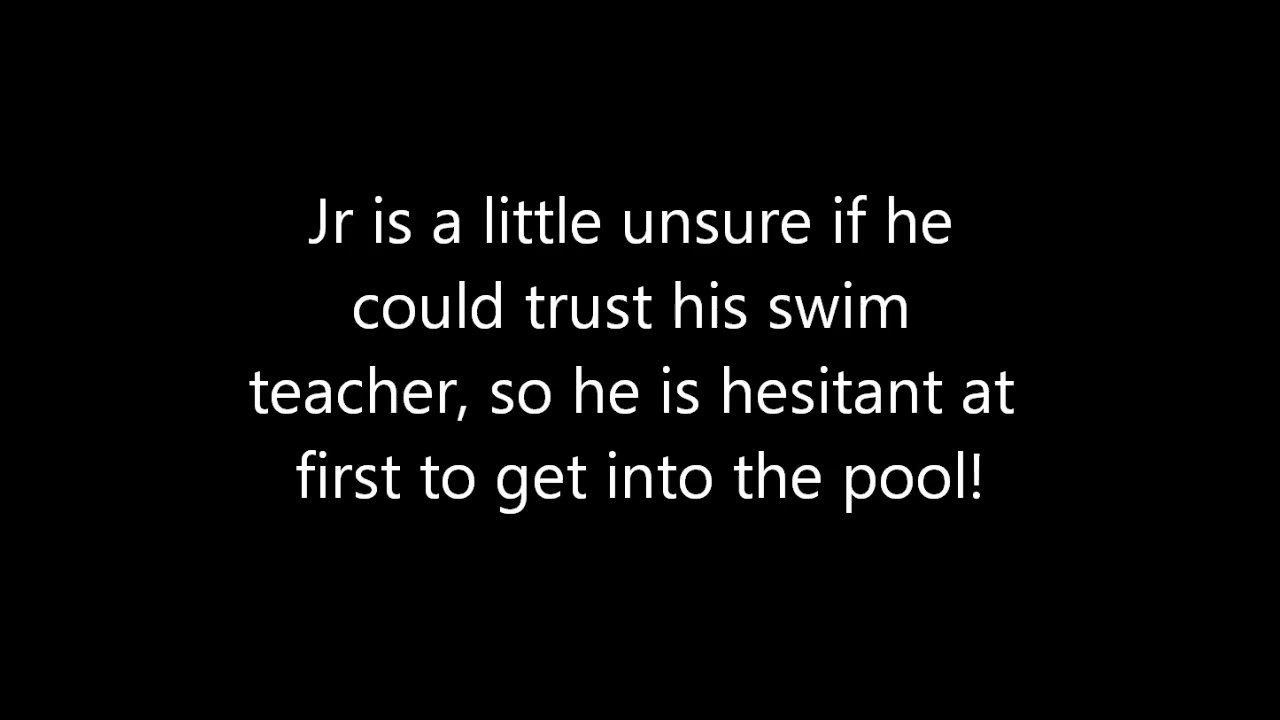 Jr is a little unsure if he
could trust his swim
teacher, so he is hesitant at
first to get into the pool!